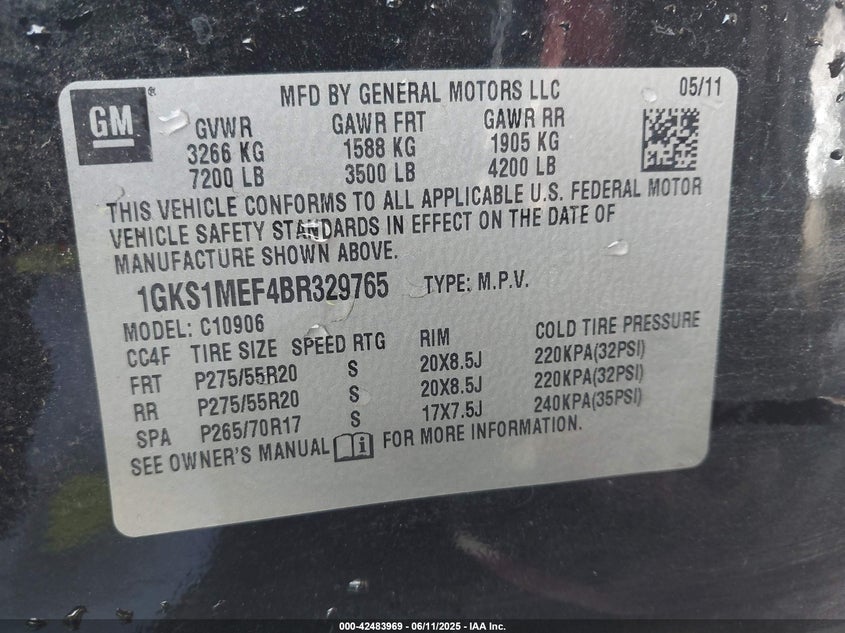 GM ®
MFD BY GENERAL MOTORS LLC 05/11
GVWR GAWR FRT GAWR RR
3266 KG 1588 KG 1905 KG
7200 LB 3500 LB 4200 LB
THIS VEHICLE CONFORMS TO ALL APPLICABLE U.S. FEDERAL MOTOR
VEHICLE SAFETY STANDARDS IN EFFECT ON THE DATE OF
MANUFACTURE SHOWN ABOVE.
1GKS1MEF4BR329765 TYPE: M.P.V.
MODEL: C10906
CC4F TIRE SIZE SPEED RTG RIM COLD TIRE PRESSURE
FRT P275/55R20 S 20X8.5J 220KPA(32PSI)
RR P275/55R20 S 20X8.5J 220KPA(32PSI)
SPA P265/70R17 S 17X7.5J 240KPA(35PSI)
SEE OWNER'S MANUAL i FOR MORE INFORMATION.
000-42483969 - 06/11/2025 - IAA Inc.